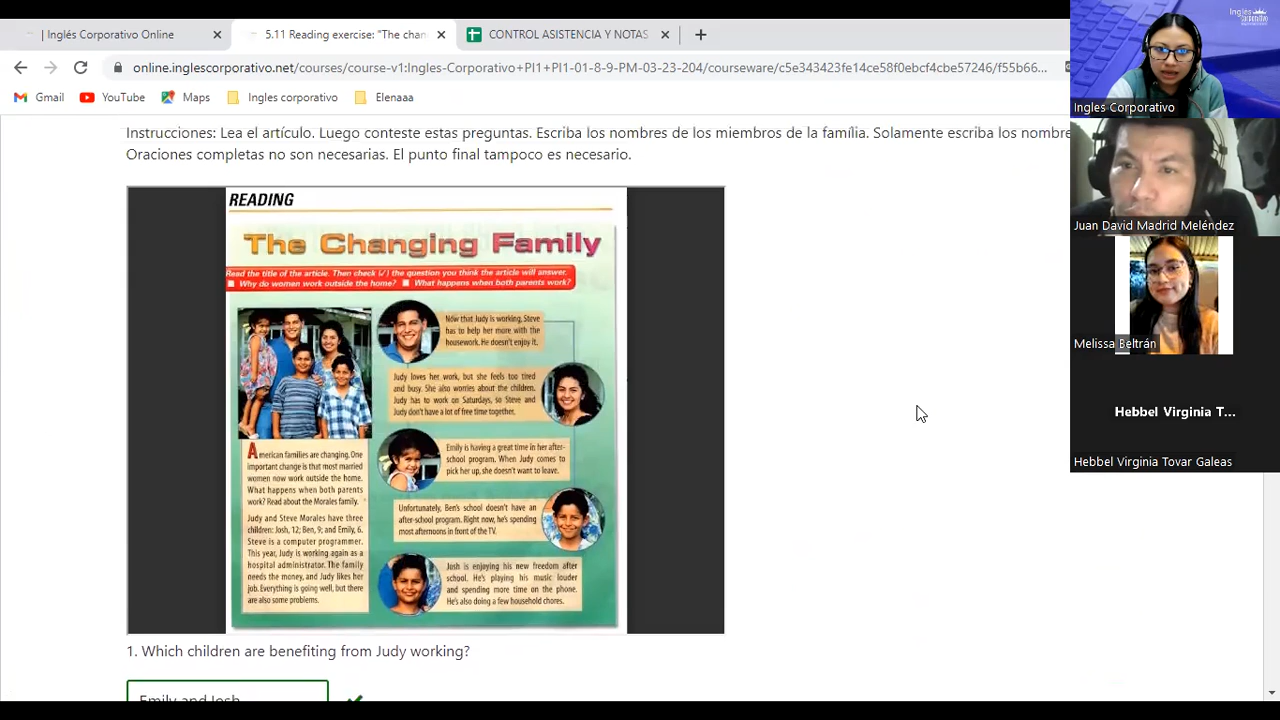 | Inglés Corporativo Online
5.11 Reading exercise: "The chan
CONTROL ASISTENCIA Y NOTAS
online.inglescorporativo.net/courses/course-v1:Ingles-Corporativo+PI1+PI1-01-8-9-PM-03-23-204/courseware/c5e343423fe14ce58f0ebcf4cbe57246/f55b66...
Gmail
YouTube
Maps
Ingles corporativo
Elenaaa
Instrucciones: Lea el artículo. Luego conteste estas preguntas. Escriba los nombres de los miembros de la família. Solamente escriba los nombre
Oraciones completas no son necesarias. El punto final tampoco es necesario.
READING
The Changing Family
Read the title of the article. Then check (✓) the question you think the article will answer.
Why do women work outside the home? What happens when both parents work?
American families are changing. One
important change is that most married
women now work outside the home.
What happens when both parents
work? Read about the Morales family.
Judy and Steve Morales have three
children: Josh, 12; Ben, 9; and Emily, 6.
Steve is a computer programmer.
This year, Judy is working again as a
hospital administrator. The family
needs the money, and Judy likes her
job. Everything is going well, but there
are also some problems.
Now that Judy is working, Steve
has to help her more with the
housework. He doesn't enjoy it.
Judy loves her work, but she feels too tired
and busy. She also worries about the children.
Judy has to work on Saturdays, so Steve and
Judy don't have a lot of free time together.
Emily is having a great time in her after-
school program. When Judy comes to
pick her up, she doesn't want to leave.
Unfortunately, Ben's school doesn't have an
after-school program. Right now, he's spending
most afternoons in front of the TV.
Josh is enjoying his new freedom after
school. He's playing his music louder
and spending more time on the phone.
He's also doing a few household chores.
1. Which children are benefiting from Judy working?
Emily and Josh
Ingles Corporativo
Ingles Corporativo
Juan David Madrid Meléndez
Melissa Beltrán
Hebbel Virginia T...
Hebbel Virginia Tovar Galeas